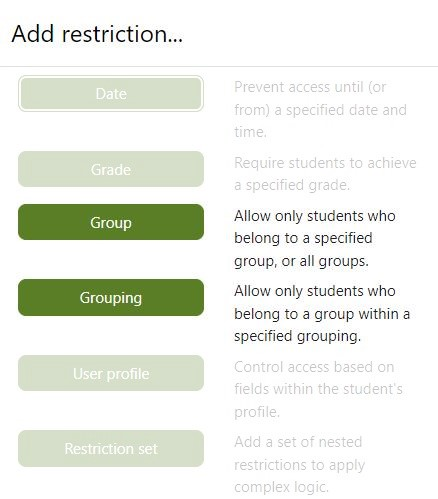 Add restriction...
Date
Prevent access until (or
from) a specified date and
time.
Grade
Require students to achieve
a specified grade.
Group
Allow only students who
belong to a specified
group, or all groups.
Grouping
Allow only students who
belong to a group within a
specified grouping.
User profile
Control access based on
fields within the student's
profile.
Restriction set
Add a set of nested
restrictions to apply
complex logic.